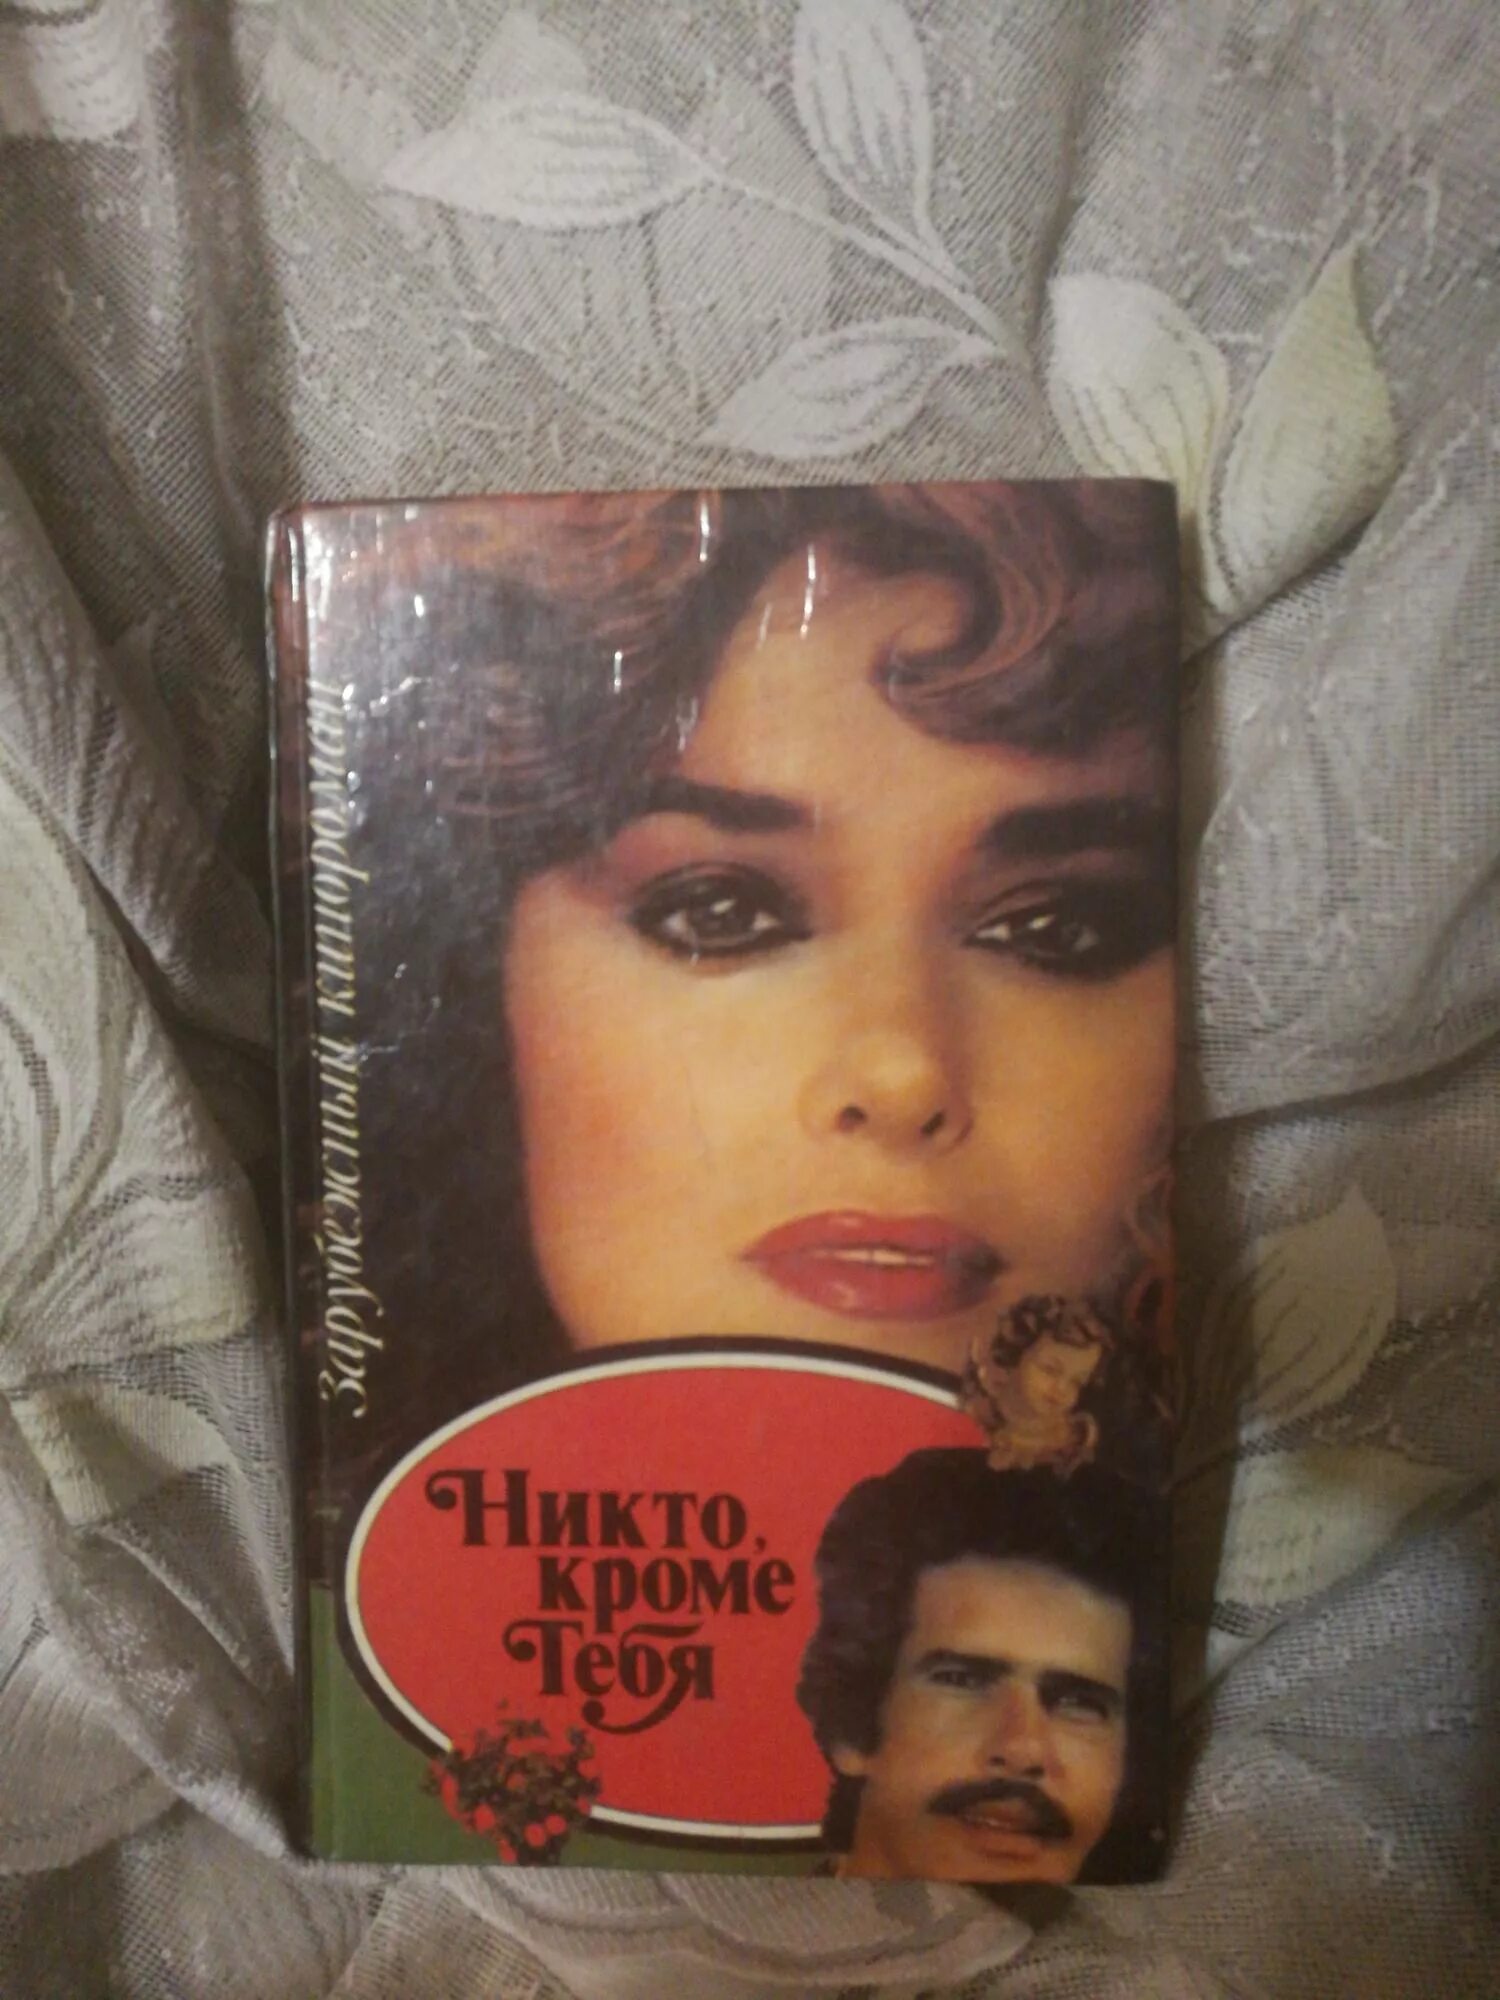 Зарубежный кинороман
Никто,
кроме
Тебя